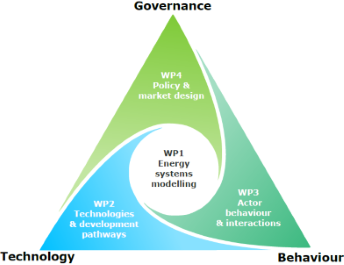 Governance
WP4
Policy &
market design
WP1
Energy
systems
modelling
WP2
Technologies
& development
pathways
WP3
Actor
behaviour
& interactions
Technology
Behaviour